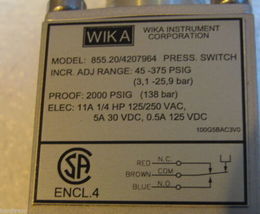 WIKA
WIKA INSTRUMENT
CORPORATION
MODEL: 855.20/4207964 PRESS. SWITCH
INCR. ADJ RANGE: 45 -375 PSIG
(3,1 -25,9 bar)
PROOF: 2000 PSIG (138 bar)
ELEC: 11A 1/4 HP 125/250 VAC,
5A 30 VDC, 0.5A 125 VDC
100G5BAC3V0
SA
ENCL.4
RED N.C.
BROWN COM
BLUE N.O.